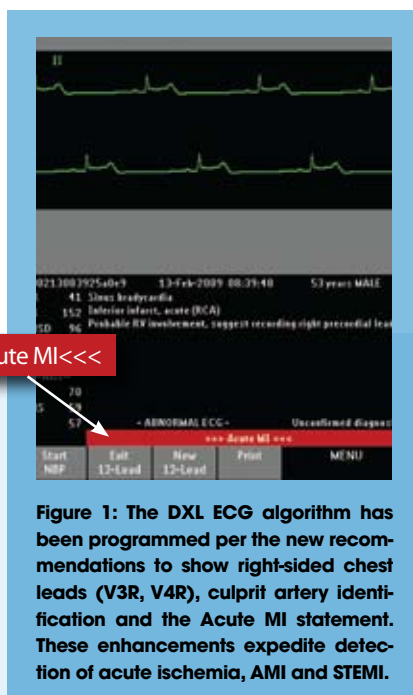 II
925a0e9 13-Feb-2009 08:39:40 53 years MALE
41 Sinus bradycardia
152 Inferior infarct, acute (RCA)
96 Probable RV involvement, suggest recording right precordial lea
ute MI<<<
70
59
57 - ABNORMAL ECG - Unconfirmed diagnos
>>> Acute MI <<<
Start Exit New Print MENU
NBP 12-Lead 12-Lead
Figure 1: The DXL ECG algorithm has
been programmed per the new recom-
mendations to show right-sided chest
leads (V3R, V4R), culprit artery identi-
fication and the Acute MI statement.
These enhancements expedite detec-
tion of acute ischemia, AMI and STEMI.